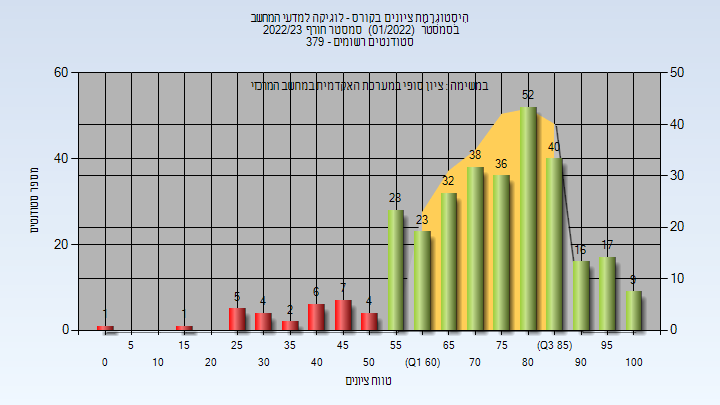 היסטוגרמת ציונים בקורס - לוגיקה למדעי המחשב
בסמסטר (01/2022) סמסטר חורף 2022/23
סטודנטים רשומים - 379
במשימה : ציון סופי במערכת האקדמית במחשב המרכזי
מספר סטודנטים
60 40 20 0
50 40 30 20 10 0
1 1 5 4 2 6 7 4 28 23 32 38 36 52 40 16 17 9
5 15 25 35 45 55 65 75 (Q3 85) 95
0 10 20 30 40 50 (Q1 60) 70 80 90 100
טווח ציונים